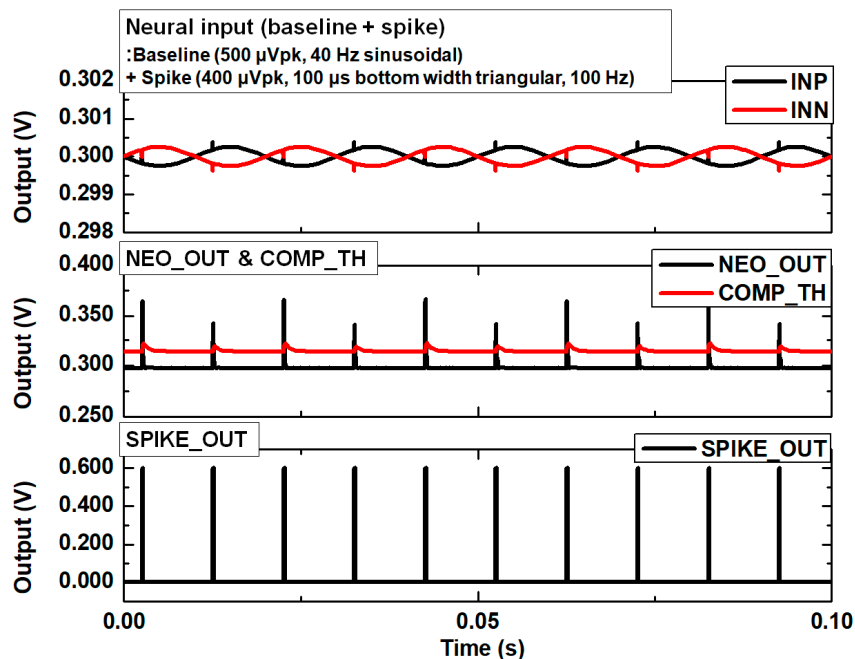 Neural input (baseline + spike)
:Baseline (500 μVpk, 40 Hz sinusoidal)
+ Spike (400 μVpk, 100 μs bottom width triangular, 100 Hz)
INP
INN
Output (V)
0.302
0.301
0.300
0.299
0.298
NEO_OUT & COMP_TH
NEO_OUT
COMP_TH
Output (V)
0.400
0.350
0.300
0.250
SPIKE_OUT
SPIKE_OUT
Output (V)
0.600
0.400
0.200
0.000
0.00
0.05
0.10
Time (s)